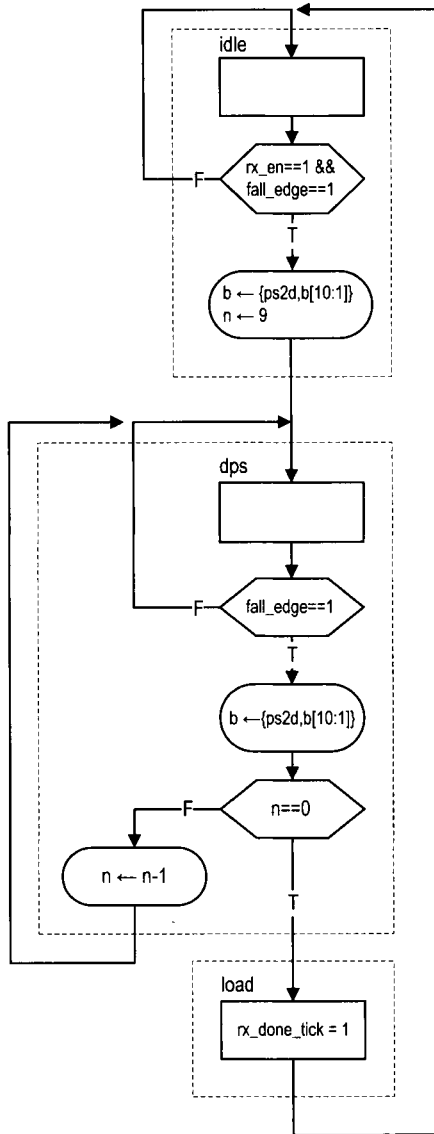 idle
rx_en==1 &&
fall_edge==1
F
T
b ← {ps2d,b[10:1]}
n ← 9
dps
fall_edge==1
F
T
b ←{ps2d,b[10:1]}
n==0
F
n ← n-1
T
load
rx_done_tick = 1